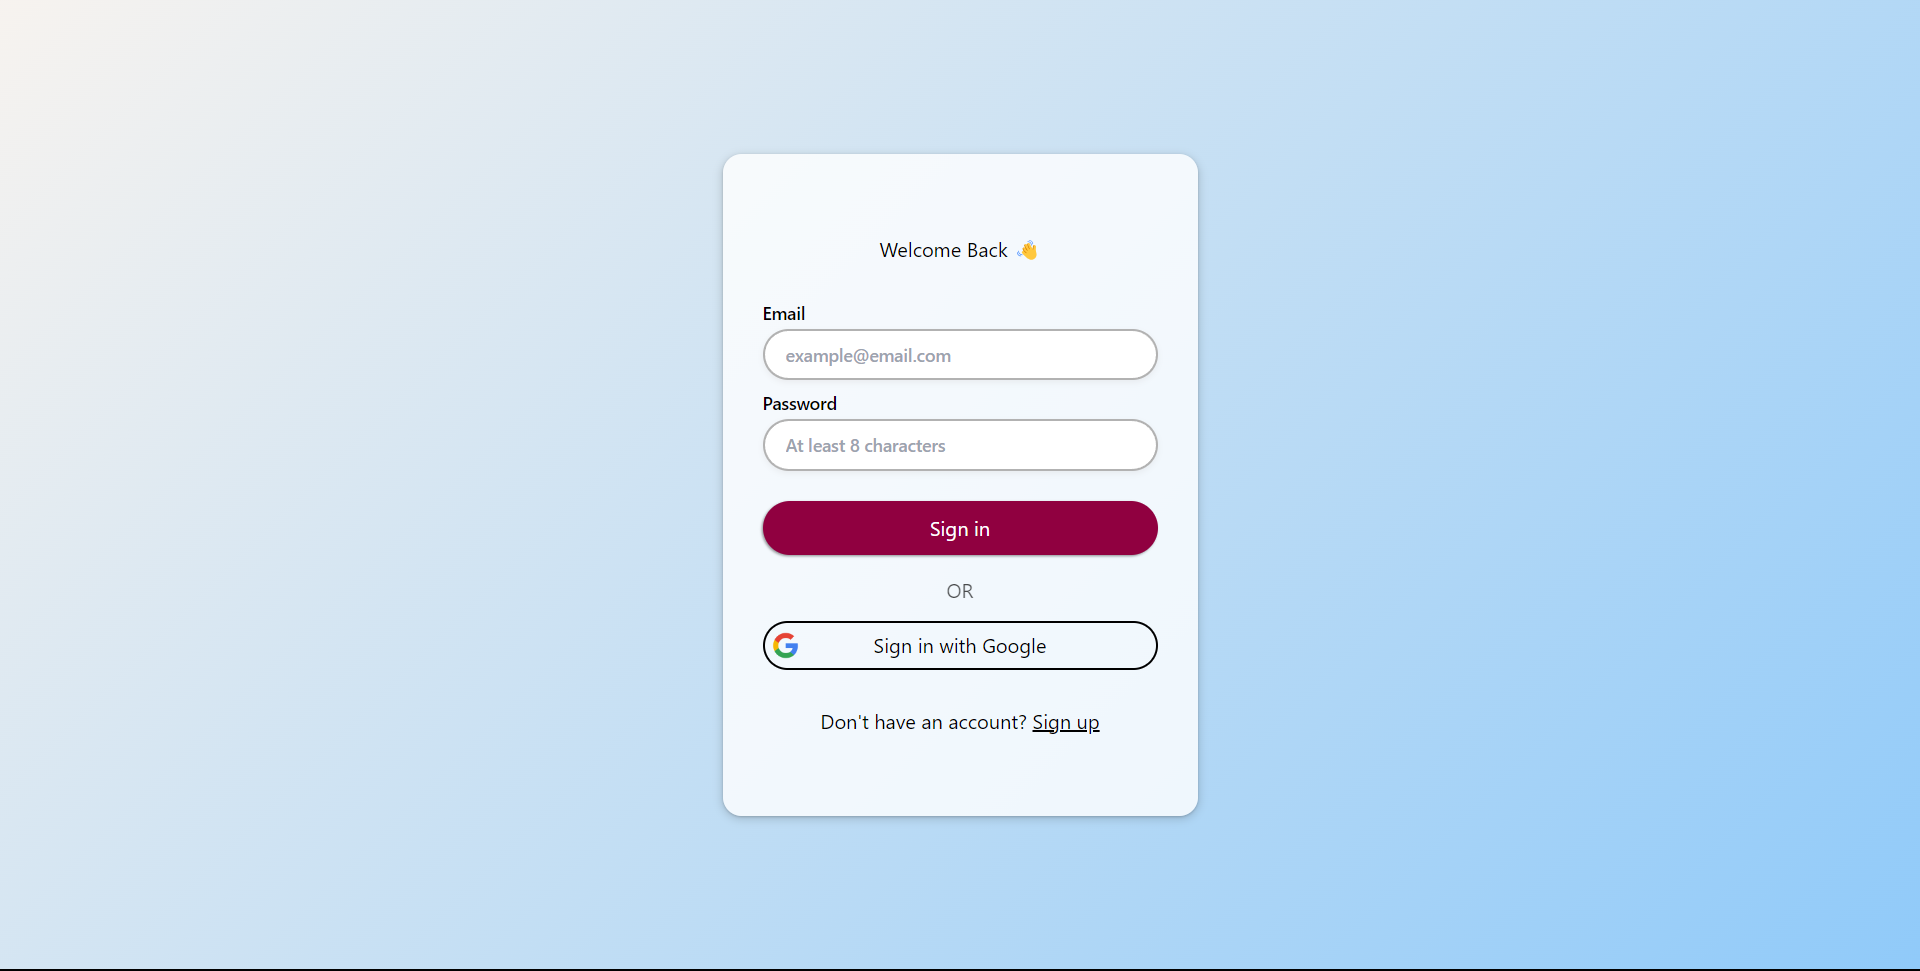 Welcome Back 👋
Email
example@email.com
Password
At least 8 characters
Sign in
OR
Sign in with Google
Don't have an account? Sign up